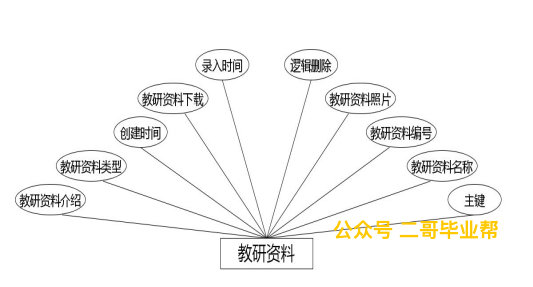 录入时间
逻辑删除
教研资料下载
教研资料照片
创建时间
教研资料编号
教研资料类型
教研资料名称
教研资料介绍
主键
公众号 二哥毕业帮
教研资料